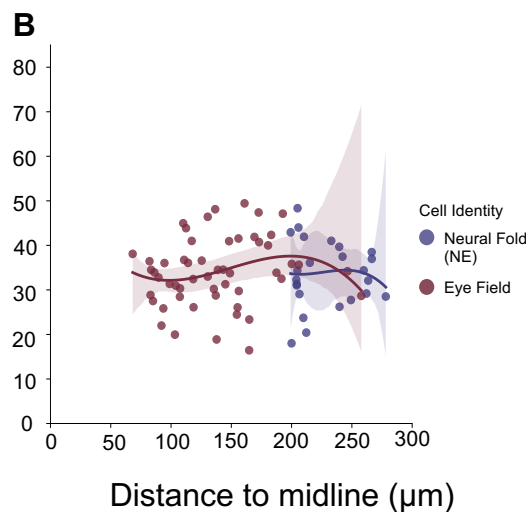 B
80
70
60
50
40
30
20
10
0
0 50 100 150 200 250 300
Distance to midline (µm)
Cell Identity
Neural Fold
(NE)
Eye Field